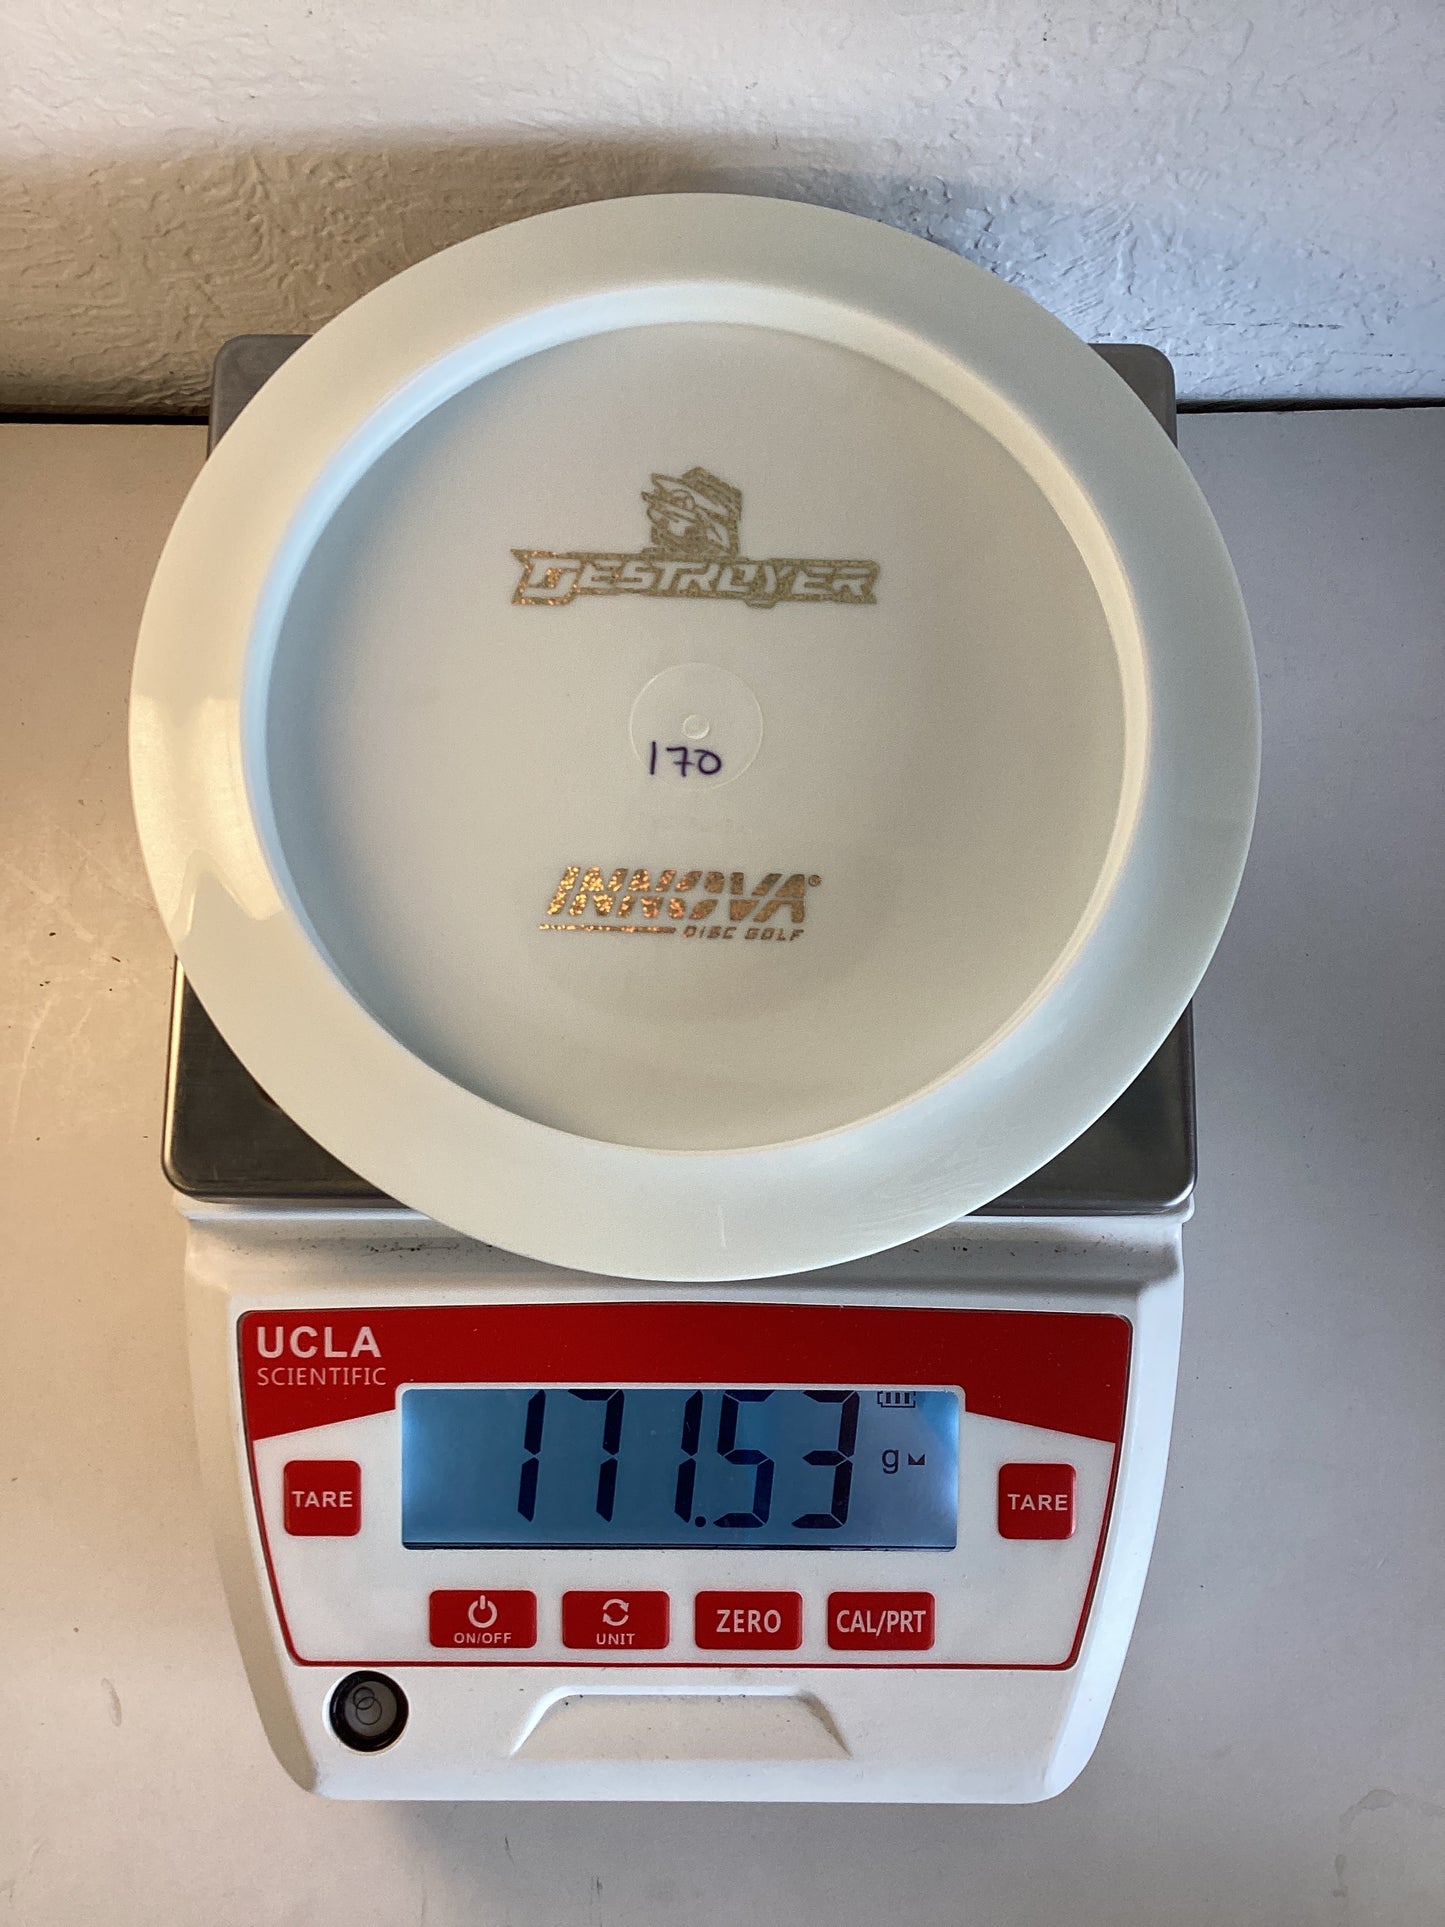 DESTROYER
170
INNOVA®
DISC GOLF
UCLA
SCIENTIFIC
171.53
g
TARE
TARE
ON/OFF
UNIT
ZERO
CAL/PRT